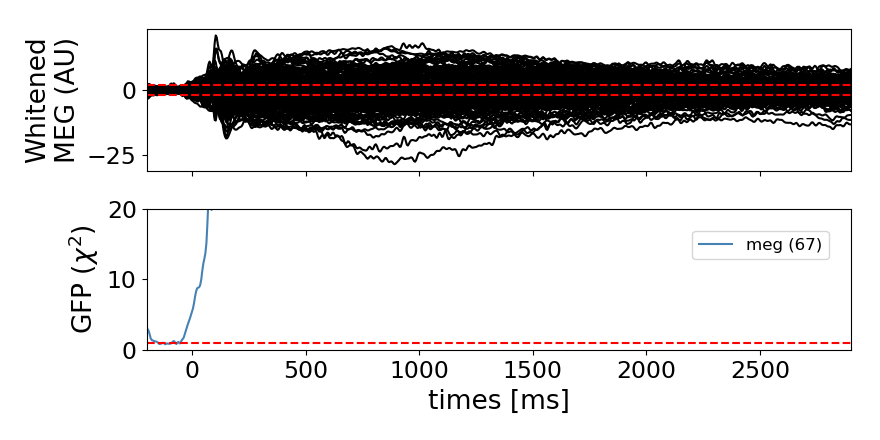 Whitened
MEG (AU)
0
−25
GFP (χ²)
20
10
0
meg (67)
0 500 1000 1500 2000 2500
times [ms]